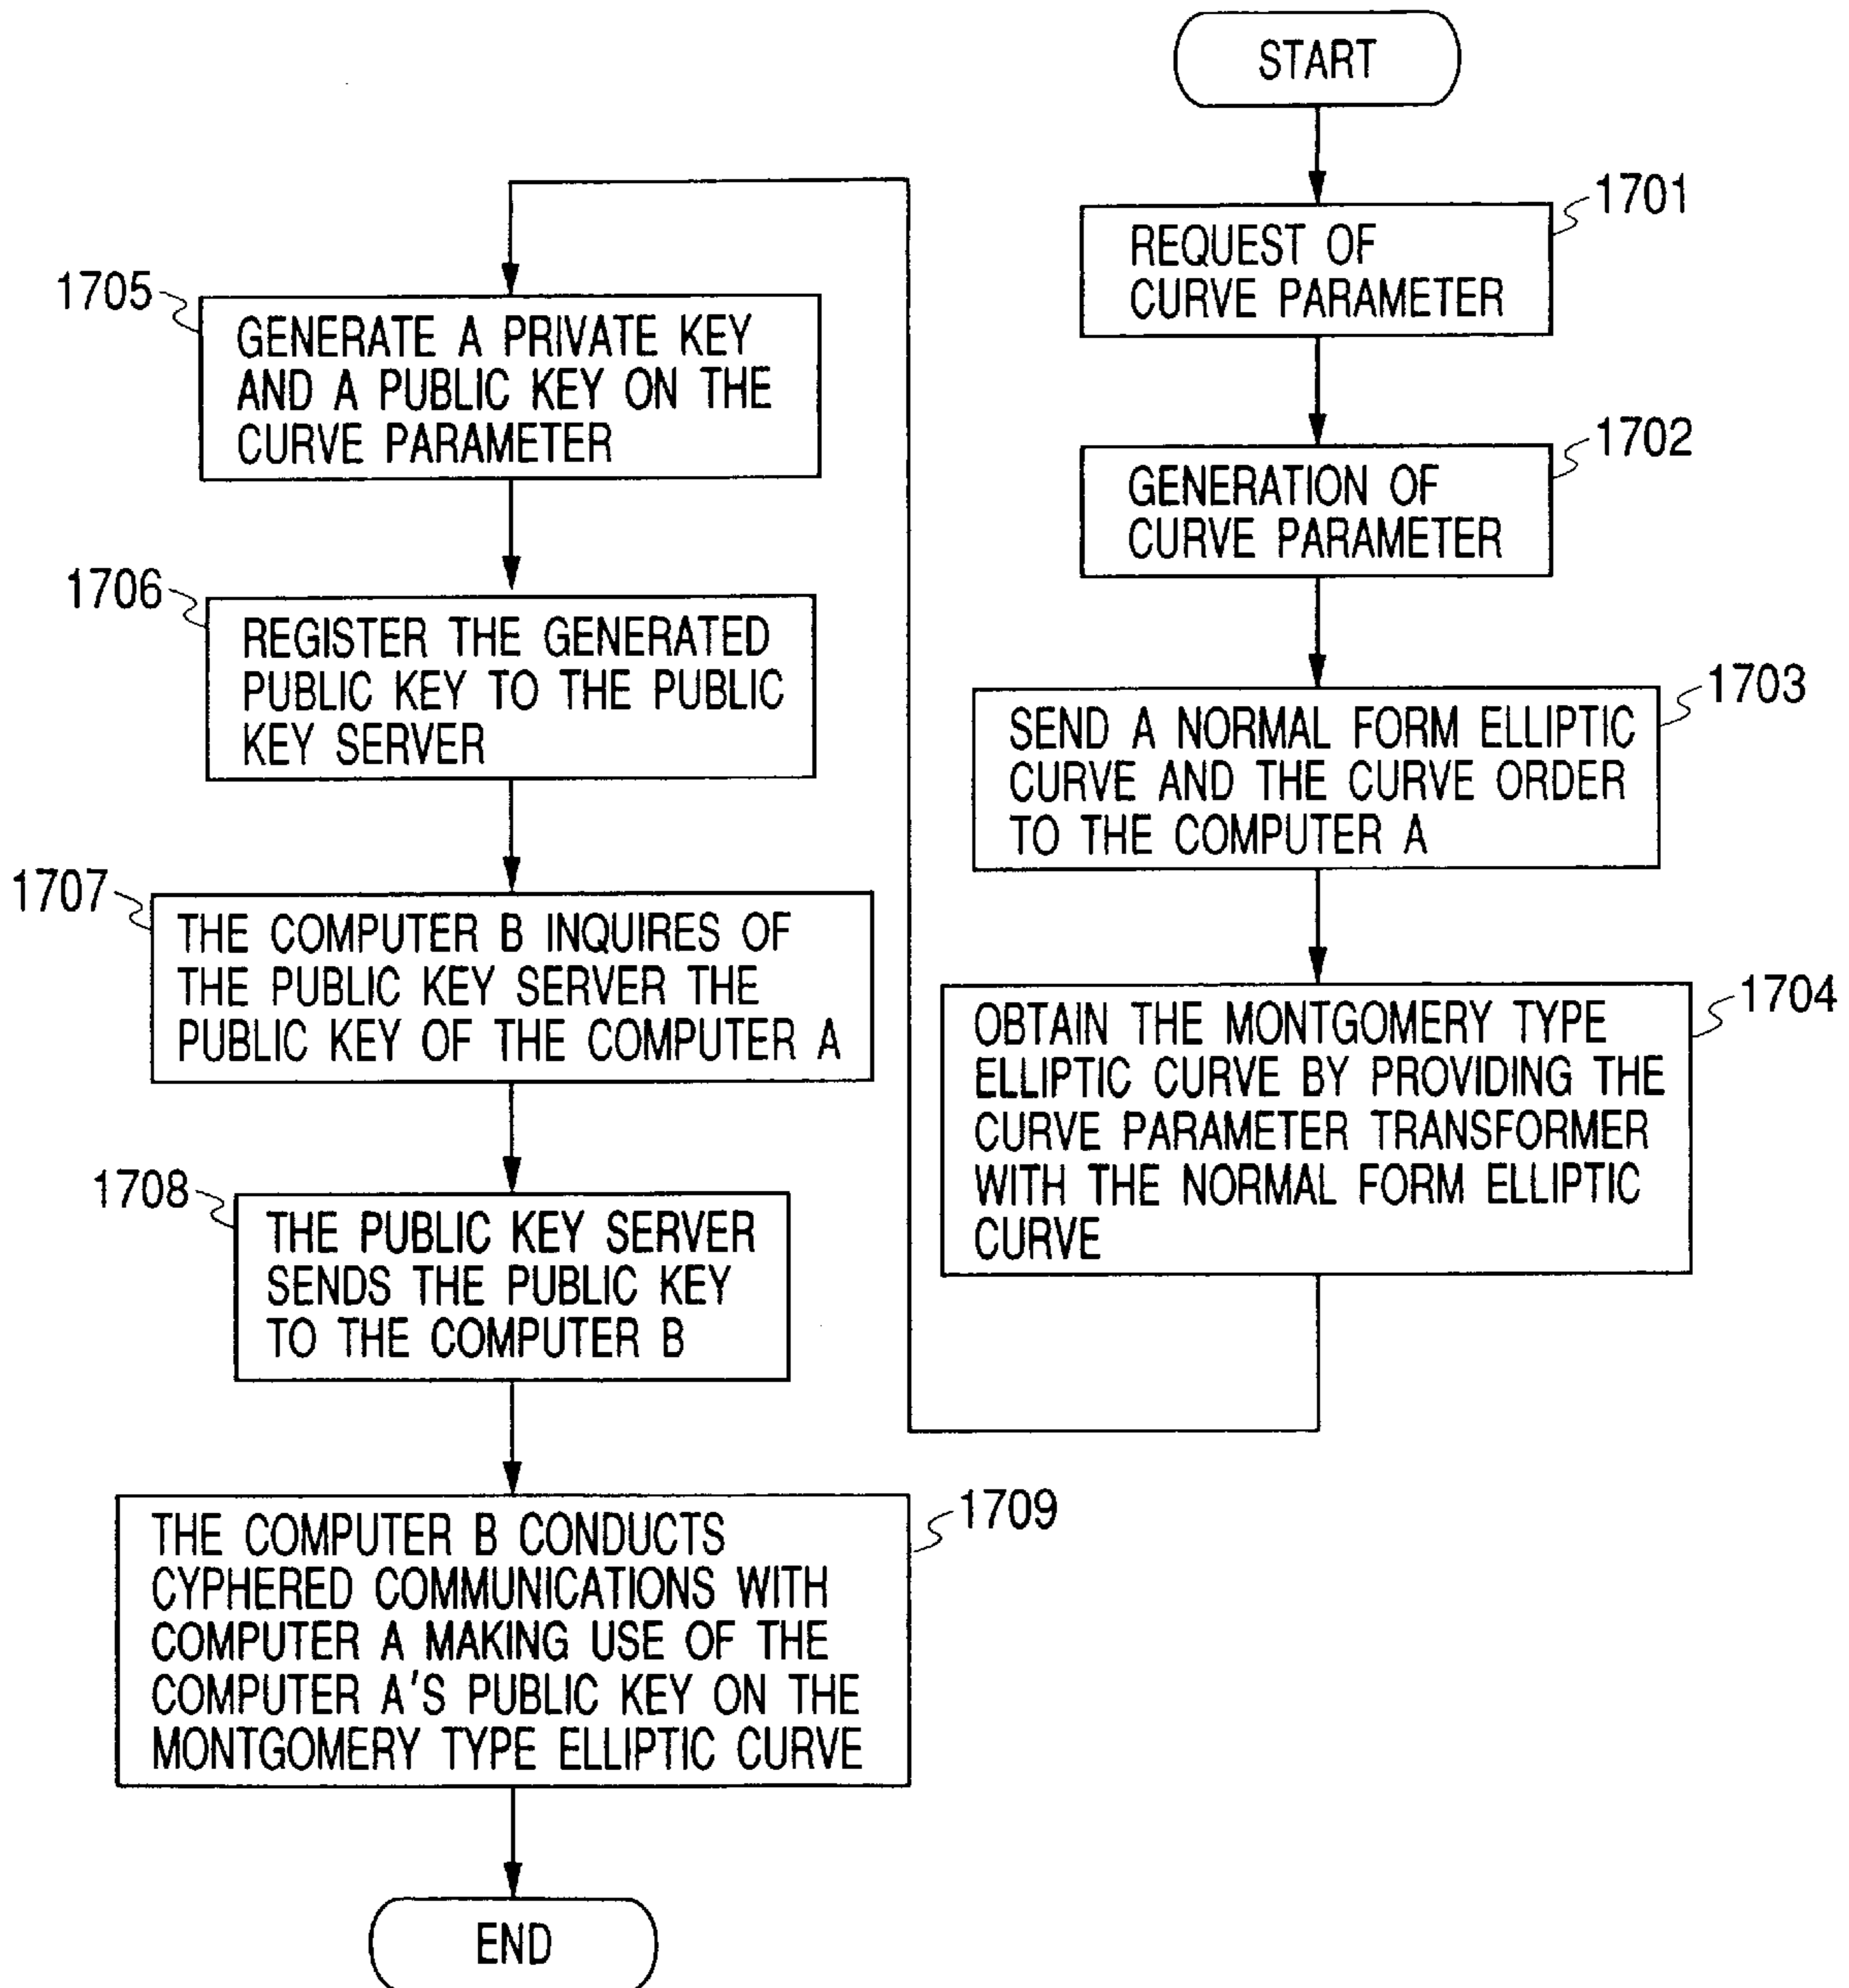 START
1701
REQUEST OF
CURVE PARAMETER
1702
GENERATION OF
CURVE PARAMETER
1703
SEND A NORMAL FORM ELLIPTIC
CURVE AND THE CURVE ORDER
TO THE COMPUTER A
1704
OBTAIN THE MONTGOMERY TYPE
ELLIPTIC CURVE BY PROVIDING THE
CURVE PARAMETER TRANSFORMER
WITH THE NORMAL FORM ELLIPTIC
CURVE
1705
GENERATE A PRIVATE KEY
AND A PUBLIC KEY ON THE
CURVE PARAMETER
1706
REGISTER THE GENERATED
PUBLIC KEY TO THE PUBLIC
KEY SERVER
1707
THE COMPUTER B INQUIRES OF
THE PUBLIC KEY SERVER THE
PUBLIC KEY OF THE COMPUTER A
1708
THE PUBLIC KEY SERVER
SENDS THE PUBLIC KEY
TO THE COMPUTER B
1709
THE COMPUTER B CONDUCTS
CYPHERED COMMUNICATIONS WITH
COMPUTER A MAKING USE OF THE
COMPUTER A'S PUBLIC KEY ON THE
MONTGOMERY TYPE ELLIPTIC CURVE
END